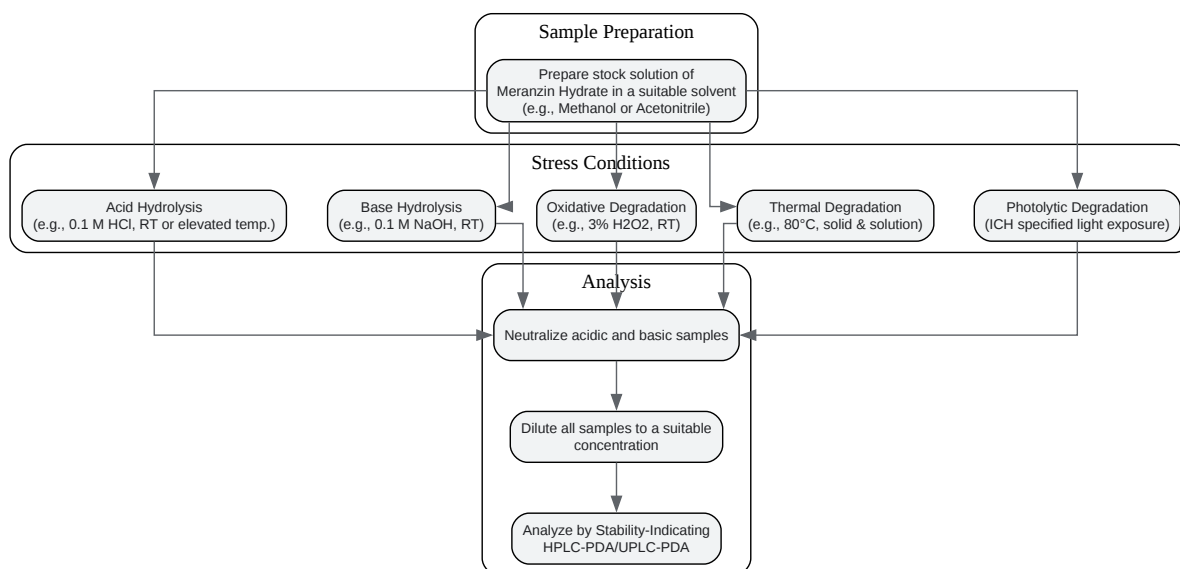 Sample Preparation
Prepare stock solution of
Meranzin Hydrate in a suitable solvent
(e.g., Methanol or Acetonitrile)
Stress Conditions
Acid Hydrolysis
(e.g., 0.1 M HCl, RT or elevated temp.)
Base Hydrolysis
(e.g., 0.1 M NaOH, RT)
Oxidative Degradation
(e.g., 3% H2O2, RT)
Thermal Degradation
(e.g., 80°C, solid & solution)
Photolytic Degradation
(ICH specified light exposure)
Analysis
Neutralize acidic and basic samples
Dilute all samples to a suitable
concentration
Analyze by Stability-Indicating
HPLC-PDA/UPLC-PDA